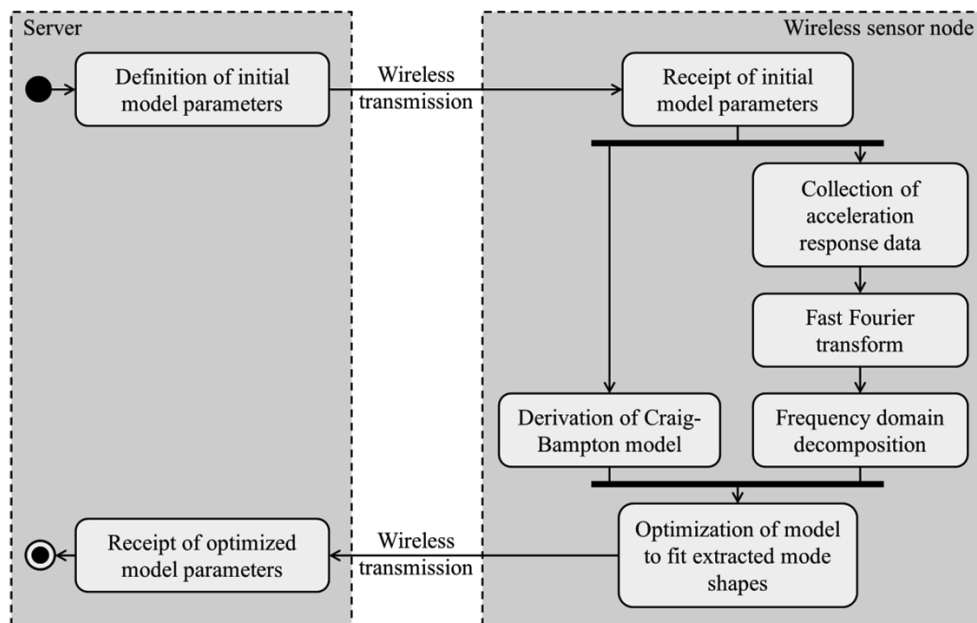 Server
Wireless sensor node
Definition of initial
model parameters
Wireless
transmission
Receipt of initial
model parameters
Collection of
acceleration
response data
Fast Fourier
transform
Derivation of Craig-
Bampton model
Frequency domain
decomposition
Optimization of model
to fit extracted mode
shapes
Wireless
transmission
Receipt of optimized
model parameters